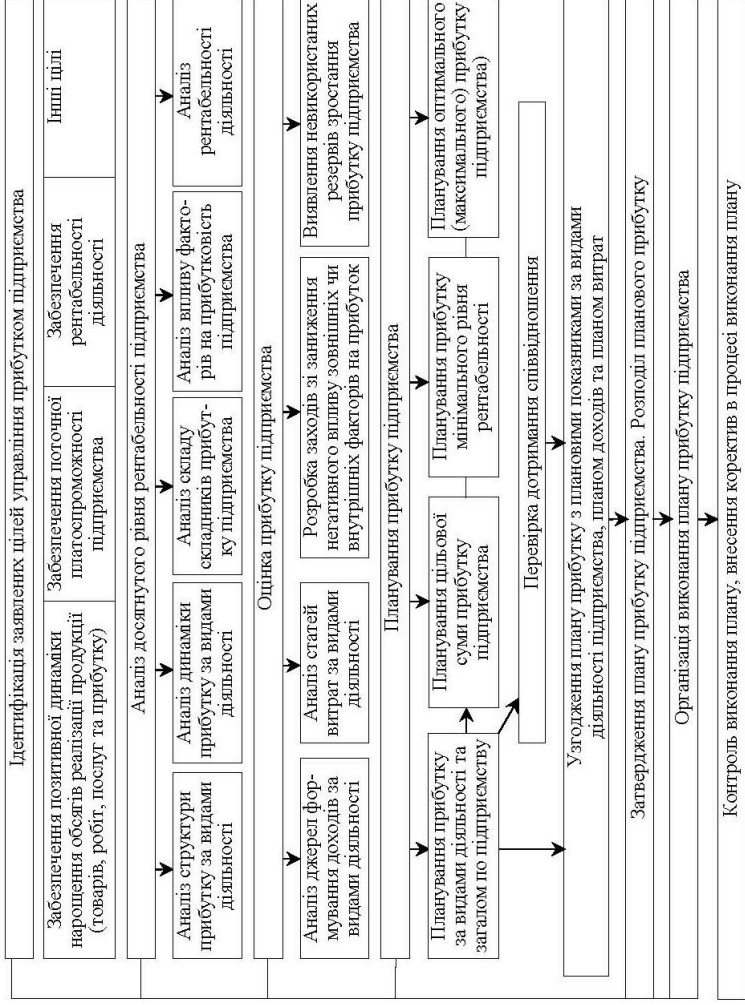 Ідентифікація заявлених цілей управління прибутком підприємства
Забезпечення позитивної динаміки
нарощення обсягів реалізації продукції
(товарів, робіт, послуг та прибутку)
Забезпечення поточної
платоспроможності
підприємства
Забезпечення
рентабельності
діяльності
Інші цілі
Аналіз досягнутого рівня рентабельності підприємства
Аналіз структури
прибутку за видами
діяльності
Аналіз динаміки
прибутку за видами
діяльності
Аналіз складу
складників прибут-
ку підприємства
Аналіз впливу факто-
рів на прибутковість
підприємства
Аналіз
рентабельності
діяльності
Оцінка прибутку підприємства
Аналіз джерел фор-
мування доходів за
видами діяльності
Аналіз статей
витрат за видами
діяльності
Розробка заходів зі заниження
негативного впливу зовнішніх чи
внутрішніх факторів на прибуток
Виявлення невикористаних
резервів зростання
прибутку підприємства
Планування прибутку підприємства
Планування прибутку
за видами діяльності та
загалом по підприємству
Планування цільової
суми прибутку
підприємства
Планування прибутку
мінімального рівня
рентабельності
Планування оптимального
(максимального) прибутку
підприємства)
Перевірка дотримання співвідношення
Узгодження плану прибутку з плановими показниками за видами
діяльності підприємства, планом доходів та планом витрат
Затвердження плану прибутку підприємства. Розподіл планового прибутку
Організація виконання плану прибутку підприємства
Контроль виконання плану, внесення коректив в процесі виконання плану